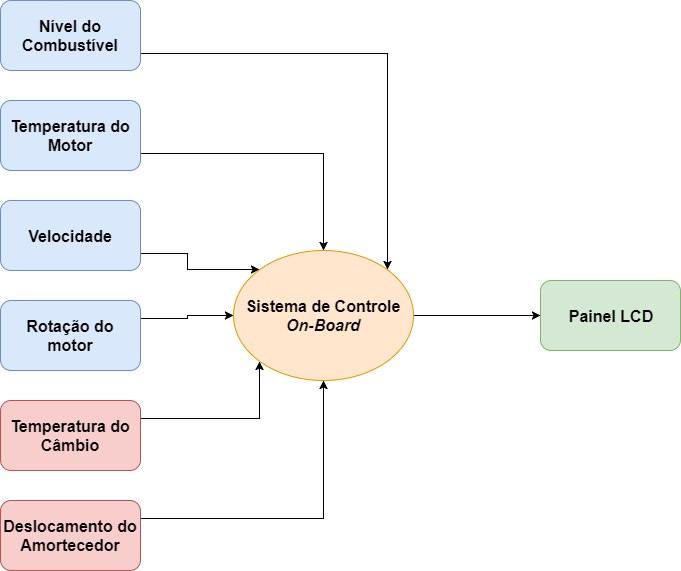 Nível do
Combustível
Temperatura do
Motor
Velocidade
Rotação do
motor
Temperatura do
Câmbio
Deslocamento do
Amortecedor
Sistema de Controle
On-Board
Painel LCD